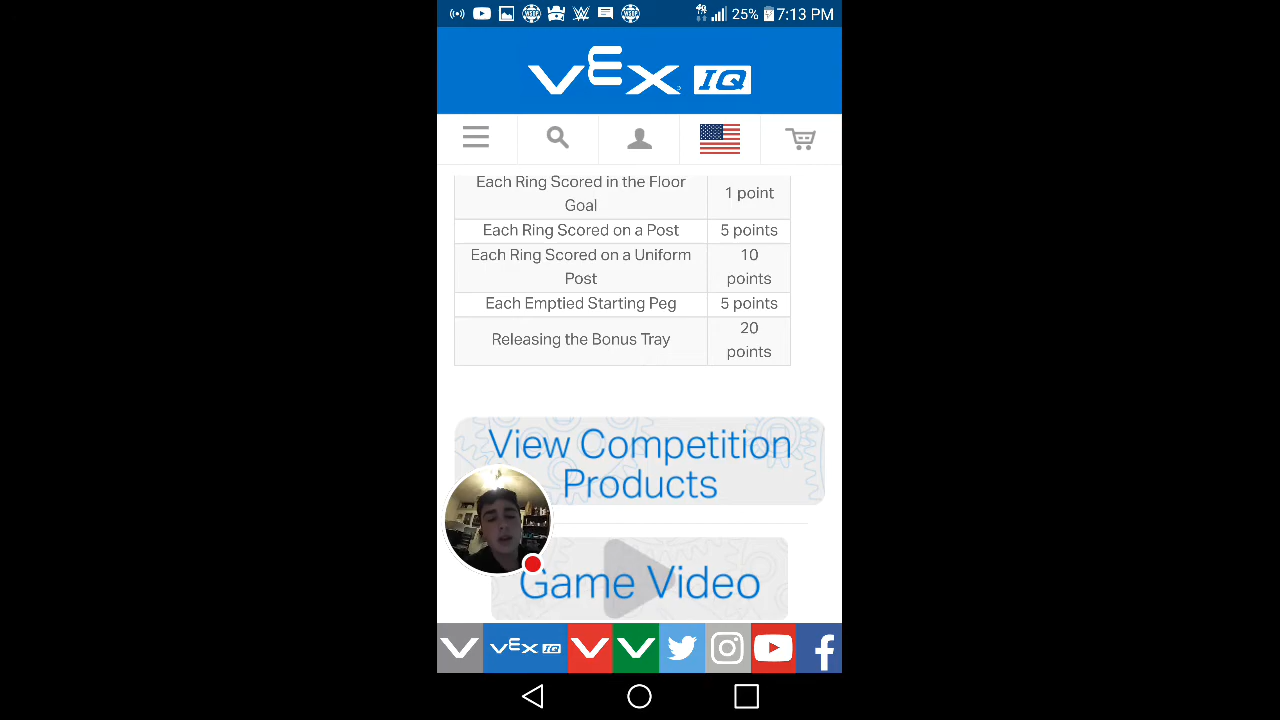 25% 7:13 PM
VEX IQ
Each Ring Scored in the Floor
Goal
1 point
Each Ring Scored on a Post
5 points
Each Ring Scored on a Uniform
Post
10
points
Each Emptied Starting Peg
5 points
Releasing the Bonus Tray
20
points
View Competition
Products
Game Video
VEX IQ